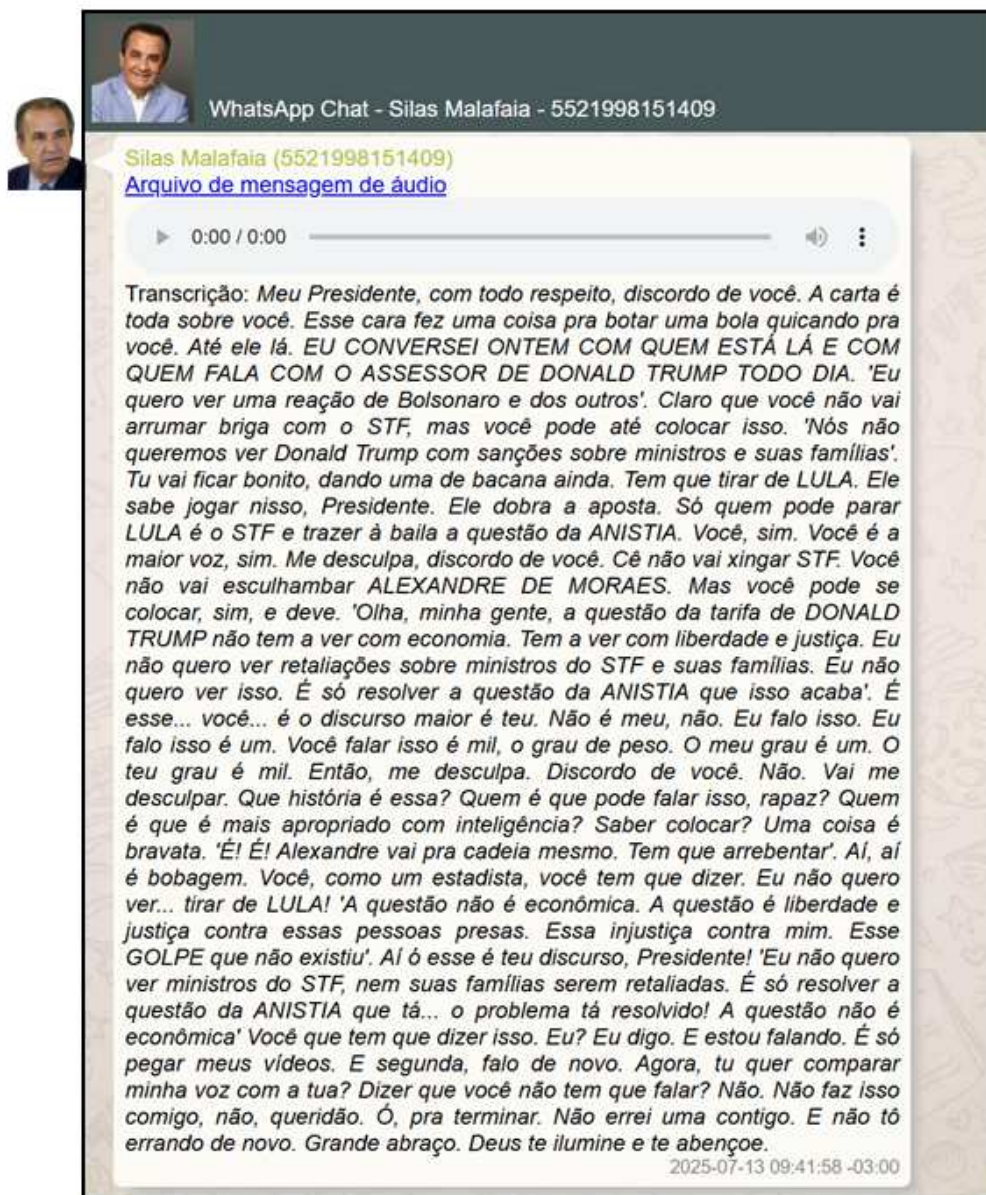 WhatsApp Chat - Silas Malafaia - 5521998151409
Silas Malafaia (5521998151409)
Arquivo de mensagem de áudio
0:00 / 0:00
Transcrição: Meu Presidente, com todo respeito, discordo de você. A carta é
toda sobre você. Esse cara fez uma coisa pra botar uma bola quicando pra
você. Até ele lá. EU CONVERSEI ONTEM COM QUEM ESTÁ LÁ E COM
QUEM FALA COM O ASSESSOR DE DONALD TRUMP TODO DIA. 'Eu
quero ver uma reação de Bolsonaro e dos outros'. Claro que você não vai
arrumar briga com o STF, mas você pode até colocar isso. 'Nós não
queremos ver Donald Trump com sanções sobre ministros e suas famílias'.
Tu vai ficar bonito, dando uma de bacana ainda. Tem que tirar de LULA. Ele
sabe jogar nisso, Presidente. Ele dobra a aposta. Só quem pode parar
LULA é o STF e trazer à baila a questão da ANISTIA. Você, sim. Você é a
maior voz, sim. Me desculpa, discordo de você. Cê não vai xingar STF. Você
não vai esculhambar ALEXANDRE DE MORAES. Mas você pode se
colocar, sim, e deve. 'Olha, minha gente, a questão da tarifa de DONALD
TRUMP não tem a ver com economia. Tem a ver com liberdade e justiça. Eu
não quero ver retaliações sobre ministros do STF e suas famílias. Eu não
quero ver isso. É só resolver a questão da ANISTIA que isso acaba'. É
esse... você... é o discurso maior é teu. Não é meu, não. Eu falo isso. Eu
falo isso é um. Você falar isso é mil, o grau de peso. O meu grau é um. O
teu grau é mil. Então, me desculpa. Discordo de você. Não. Vai me
desculpar. Que história é essa? Quem é que pode falar isso, rapaz? Quem
é que é mais apropriado com inteligência? Saber colocar? Uma coisa é
bravata. 'É! É! Alexandre vai pra cadeia mesmo. Tem que arrebentar'. Aí, aí
é bobagem. Você, como um estadista, você tem que dizer. Eu não quero
ver... tirar de LULA! 'A questão não é econômica. A questão é liberdade e
justiça contra essas pessoas presas. Essa injustiça contra mim. Esse
GOLPE que não existiu'. Aí ó esse é teu discurso, Presidente! 'Eu não quero
ver ministros do STF, nem suas famílias serem retaliadas. É só resolver a
questão da ANISTIA que tá... o problema tá resolvido! A questão não é
econômica' Você que tem que dizer isso. Eu? Eu digo. E estou falando. É só
pegar meus vídeos. E segunda, falo de novo. Agora, tu quer comparar
minha voz com a tua? Dizer que você não tem que falar? Não. Não faz isso
comigo, não, queridão. Ó, pra terminar. Não errei uma contigo. E não tô
errando de novo. Grande abraço. Deus te ilumine e te abençoe.
2025-07-13 09:41:58 -03:00